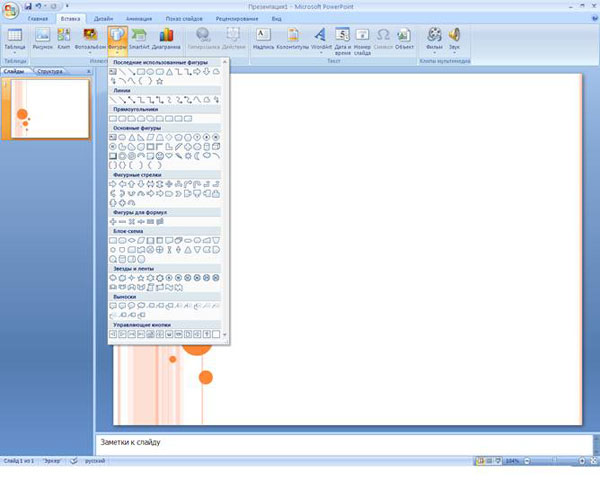 Презентация1 - Microsoft PowerPoint
Главная Вставка Дизайн Анимация Показ слайдов Рецензирование Вид
Таблица Рисунок Клип Фотоальбом Фигуры SmartArt Диаграмма Гиперссылка Действие Надпись Колонтитулы WordArt Дата и время Номер слайда Символ Объект Фильм Звук
Таблицы Текст Клипы мультимедиа
Слайды Структура
1
Последние использованные фигуры
Линии
Прямоугольники
Основные фигуры
Фигурные стрелки
Фигуры для формул
Блок-схема
Звезды и ленты
Выноски
Управляющие кнопки
Заметки к слайду
Слайд 1 из 1 "Эркер" русский 104%